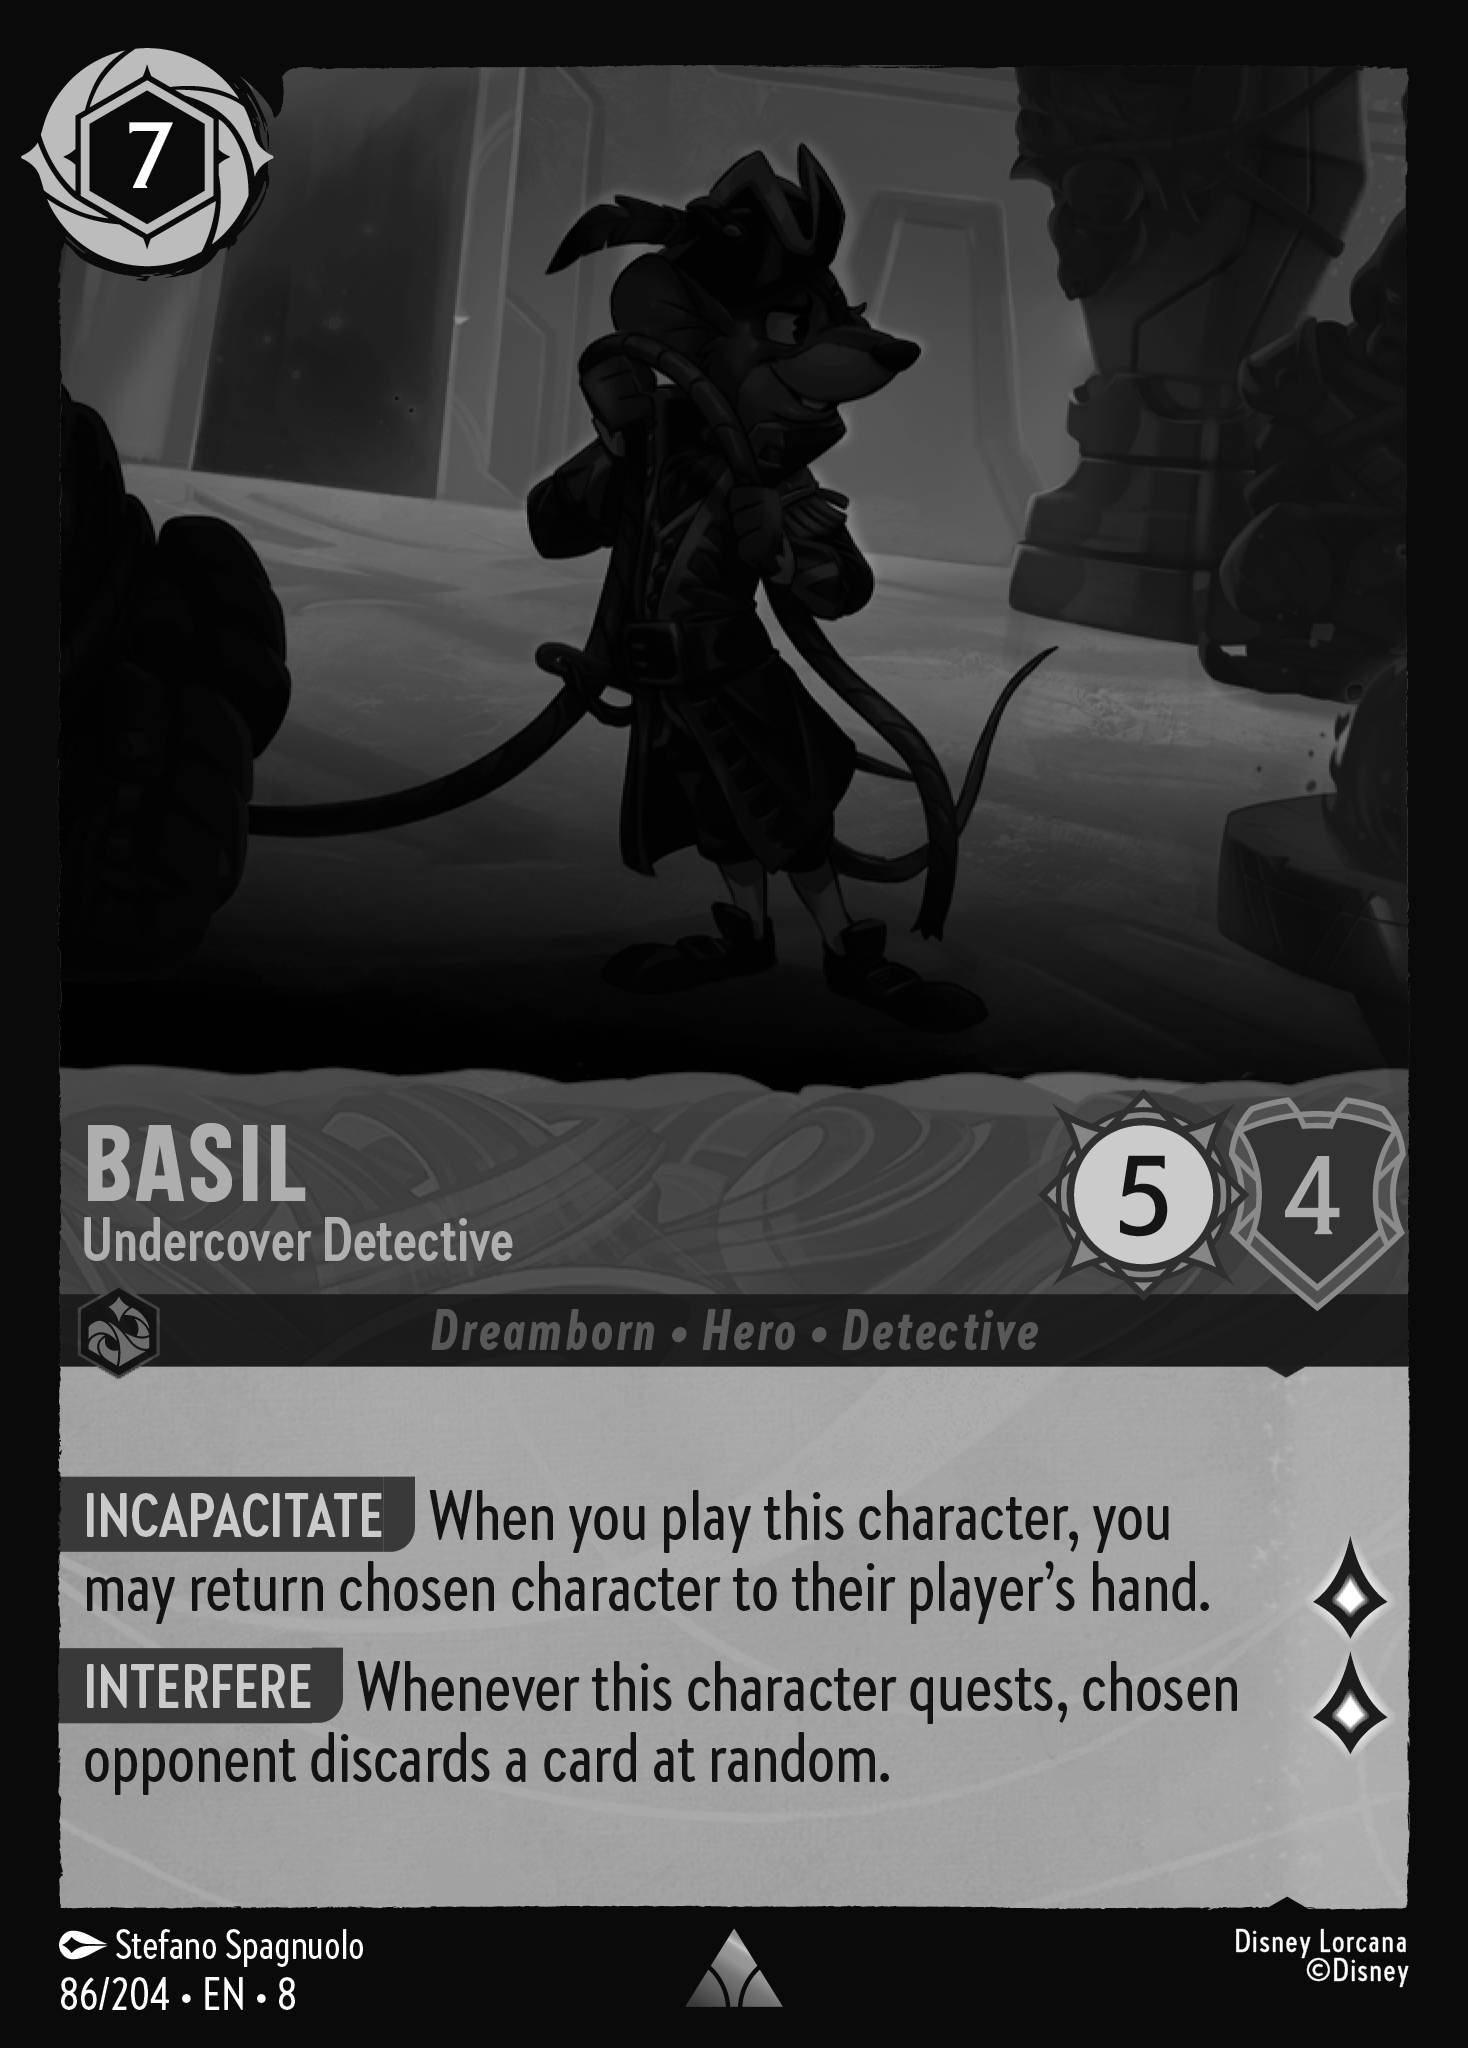 7
BASIL
Undercover Detective
5
4
Dreamborn • Hero • Detective
INCAPACITATE When you play this character, you
may return chosen character to their player’s hand.
INTERFERE Whenever this character quests, chosen
opponent discards a card at random.
Stefano Spagnuolo
86/204 • EN • 8
Disney Lorcana
©Disney